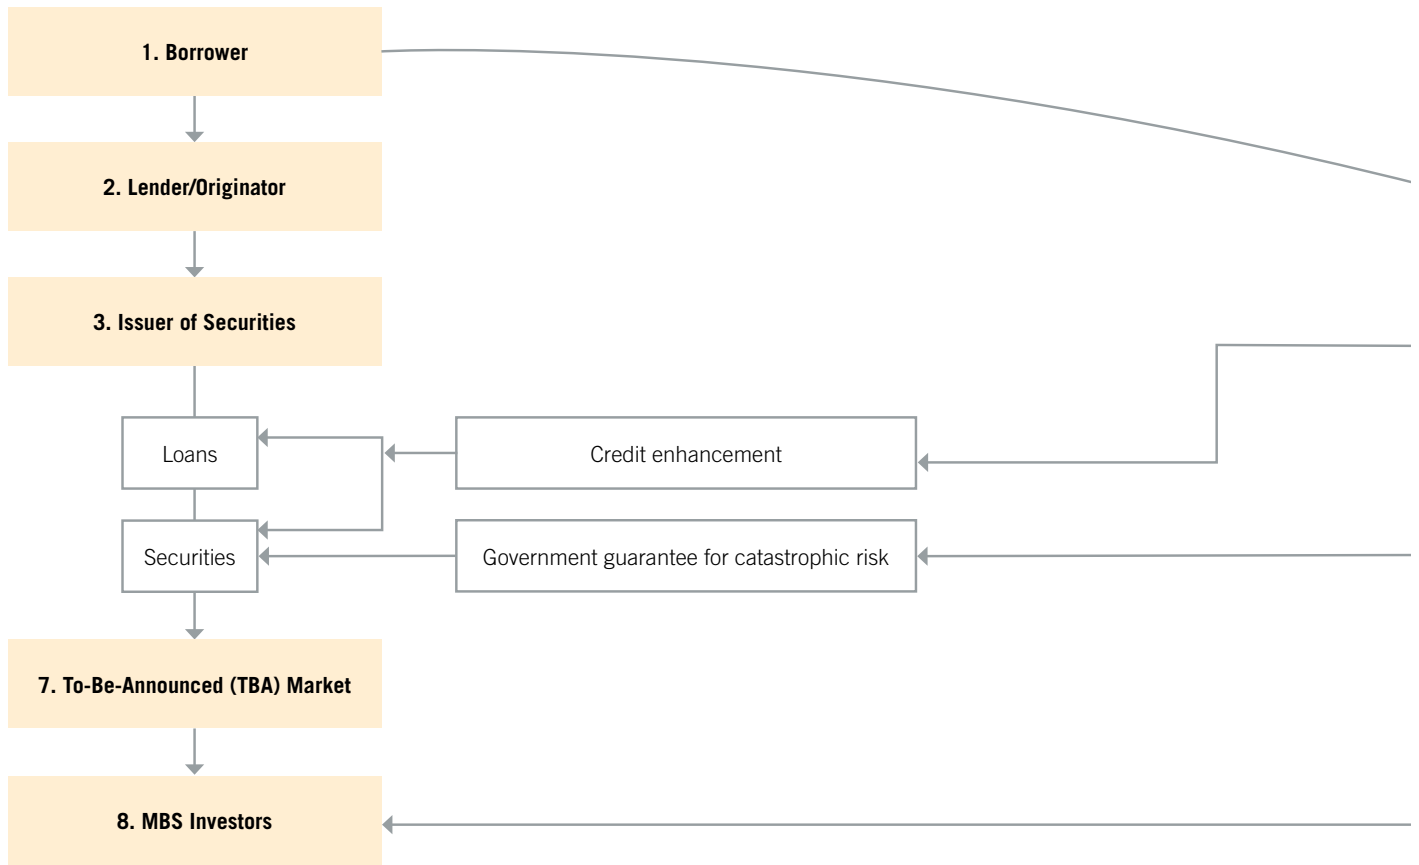 1. Borrower
2. Lender/Originator
3. Issuer of Securities
Loans
Credit enhancement
Securities
Government guarantee for catastrophic risk
7. To-Be-Announced (TBA) Market
8. MBS Investors